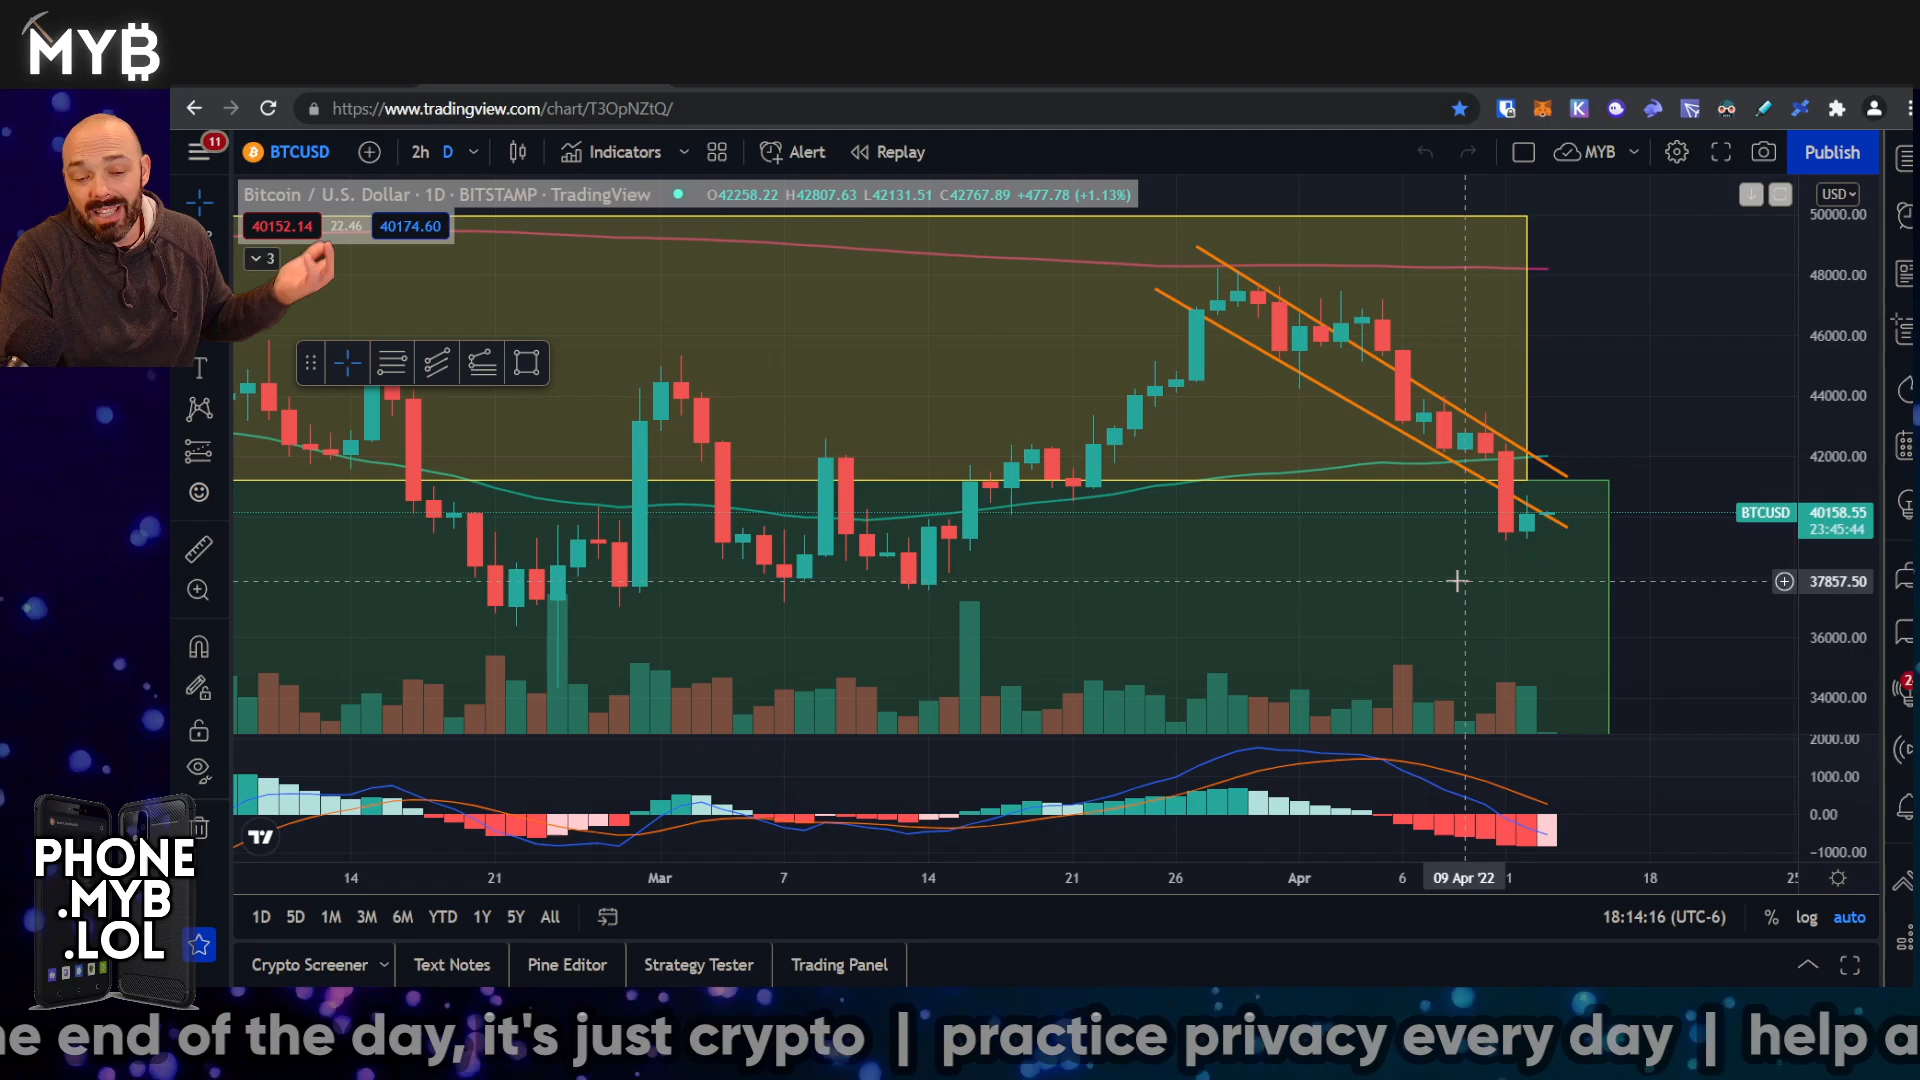 MYB
https://www.tradingview.com/chart/T3OpNZtQ/
11
BTCUSD
2h
D
Indicators
Alert
Replay
MYB
Publish
Bitcoin / U.S. Dollar · 1D · BITSTAMP · TradingView
O42258.22 H42807.63 L42131.51 C42767.89 +477.78 (+1.13%)
USD
40152.14
22.46
40174.60
3
50000.00
48000.00
46000.00
44000.00
42000.00
BTCUSD
40158.55
23:45:44
37857.50
36000.00
34000.00
2000.00
1000.00
0.00
−1000.00
14
21
Mar
7
14
21
26
Apr
6
09 Apr '22
1
18
25
1D
5D
1M
3M
6M
YTD
1Y
5Y
All
18:14:16 (UTC-6)
%
log
auto
Crypto Screener
Text Notes
Pine Editor
Strategy Tester
Trading Panel
PHONE
.MYB
.LOL
he end of the day, it's just crypto | practice privacy every day | help a